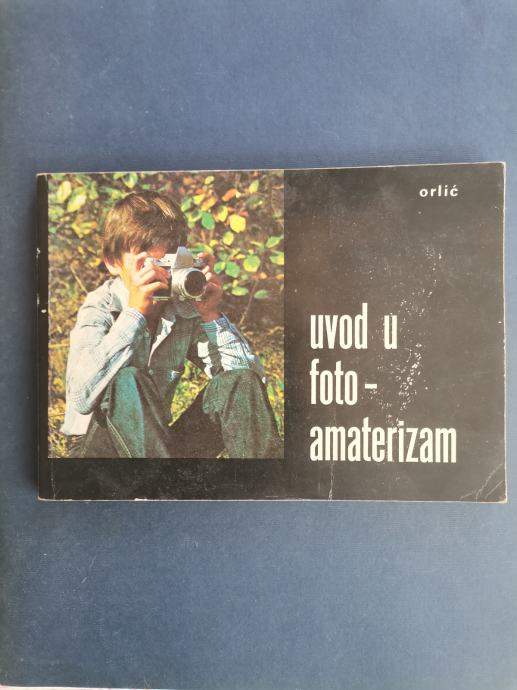 orlić
uvod u
foto-
amaterizam